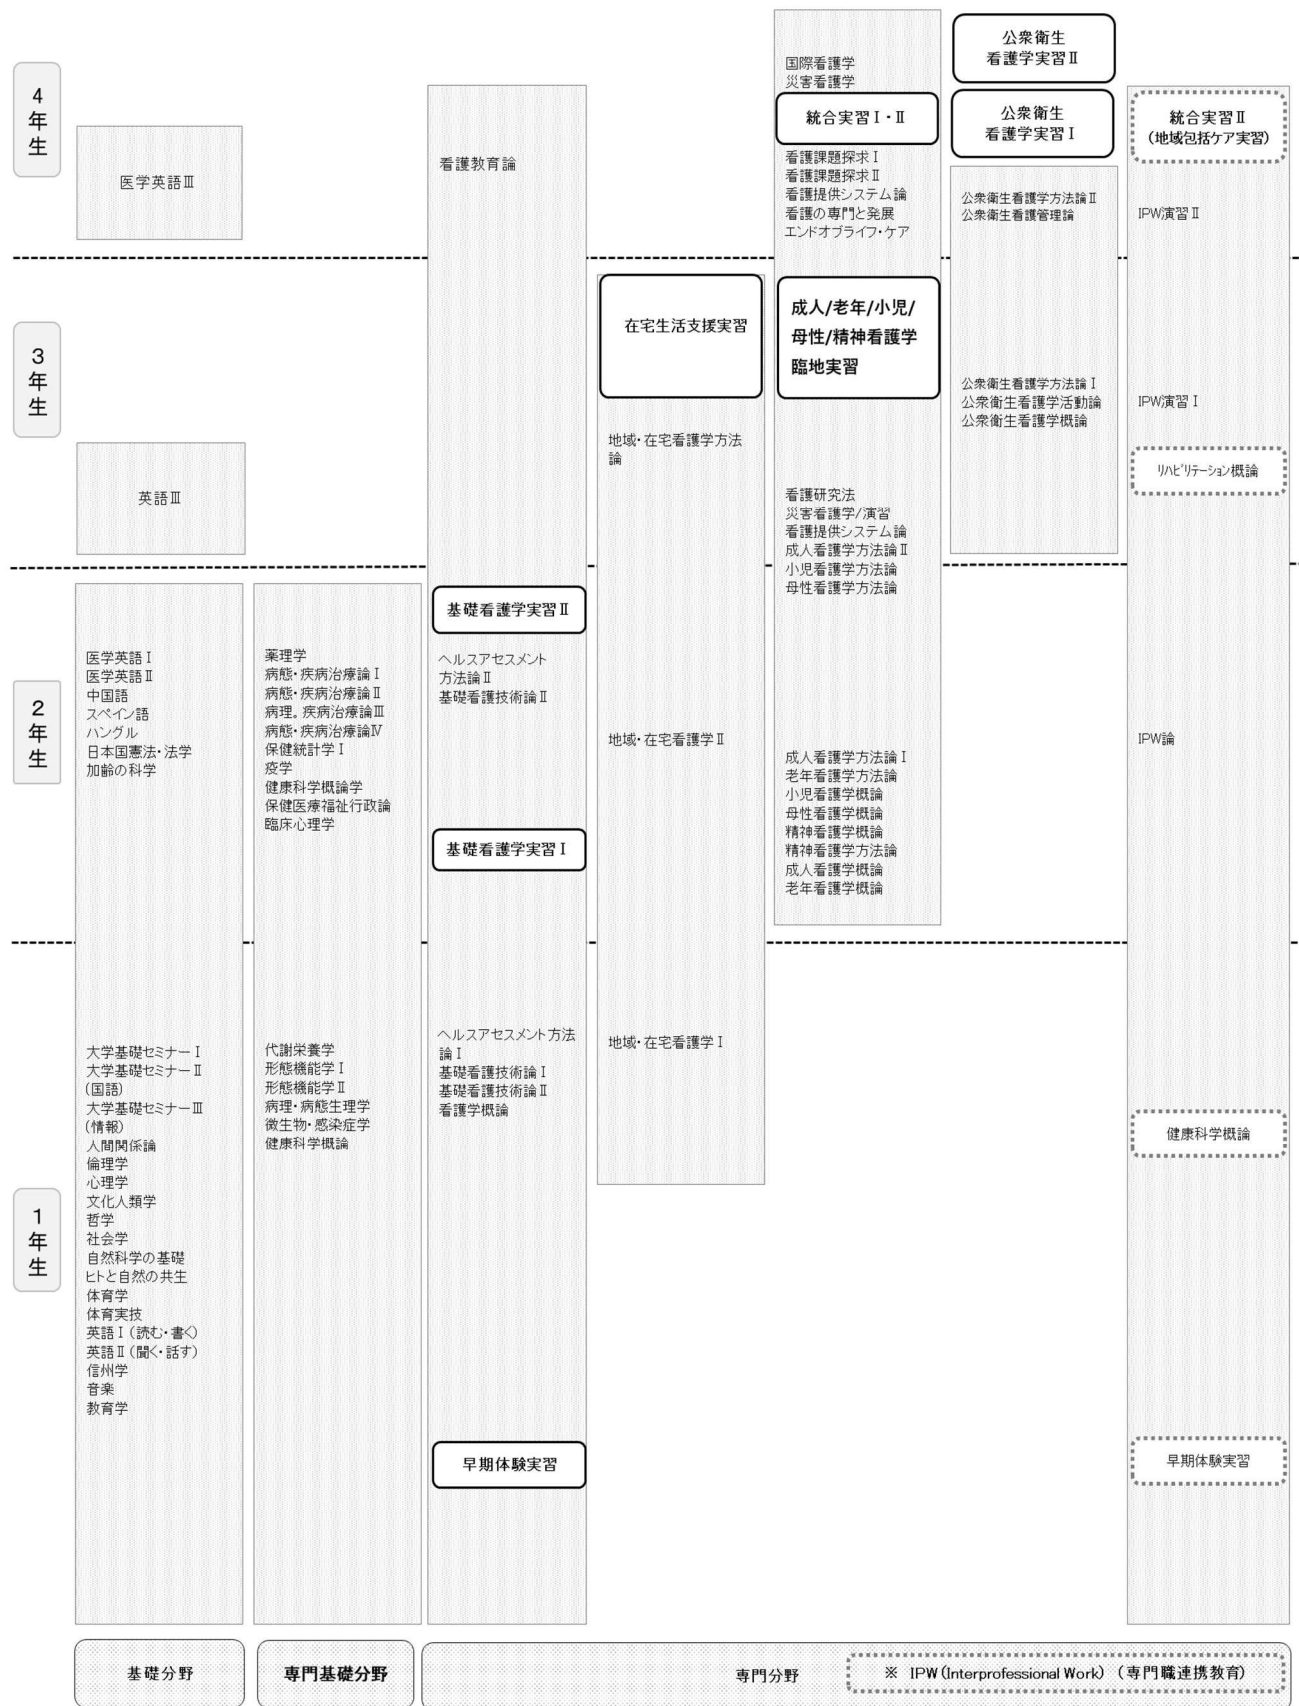 4
年
生
医学英語Ⅲ
看護教育論
国際看護学
災害看護学
統合実習Ⅰ・Ⅱ
看護課題探求Ⅰ
看護課題探求Ⅱ
看護提供システム論
看護の専門と発展
エンドオブライフ・ケア
公衆衛生
看護学実習Ⅱ
公衆衛生
看護学実習Ⅰ
公衆衛生看護学方法論Ⅱ
公衆衛生看護管理論
統合実習Ⅱ
(地域包括ケア実習)
IPW演習Ⅱ
3
年
生
英語Ⅲ
在宅生活支援実習
地域・在宅看護学方法
論
成人/老年/小児/
母性/精神看護学
臨地実習
看護研究法
災害看護学/演習
看護提供システム論
成人看護学方法論Ⅱ
小児看護学方法論
母性看護学方法論
公衆衛生看護学方法論Ⅰ
公衆衛生看護学活動論
公衆衛生看護学概論
IPW演習Ⅰ
リハビリテーション概論
2
年
生
医学英語Ⅰ
医学英語Ⅱ
中国語
スペイン語
ハングル
日本国憲法・法学
加齢の科学
薬理学
病態・疾病治療論Ⅰ
病態・疾病治療論Ⅱ
病理。疾病治療論Ⅲ
病態・疾病治療論Ⅳ
保健統計学Ⅰ
疫学
健康科学概論学
保健医療福祉行政論
臨床心理学
基礎看護学実習Ⅱ
ヘルスアセスメント
方法論Ⅱ
基礎看護技術論Ⅱ
基礎看護学実習Ⅰ
地域・在宅看護学Ⅱ
成人看護学方法論Ⅰ
老年看護学方法論
小児看護学概論
母性看護学概論
精神看護学概論
精神看護学方法論
成人看護学概論
老年看護学概論
IPW論
1
年
生
大学基礎セミナーⅠ
大学基礎セミナーⅡ
(国語)
大学基礎セミナーⅢ
(情報)
人間関係論
倫理学
心理学
文化人類学
哲学
社会学
自然科学の基礎
ヒトと自然の共生
体育学
体育実技
英語Ⅰ(読む・書く)
英語Ⅱ(聞く・話す)
信州学
音楽
教育学
代謝栄養学
形態機能学Ⅰ
形態機能学Ⅱ
病理・病態生理学
微生物・感染症学
健康科学概論
ヘルスアセスメント方法
論Ⅰ
基礎看護技術論Ⅰ
基礎看護技術論Ⅱ
看護学概論
早期体験実習
地域・在宅看護学Ⅰ
健康科学概論
早期体験実習
基礎分野
専門基礎分野
専門分野
※ IPW(Interprofessional Work) (専門職連携教育)